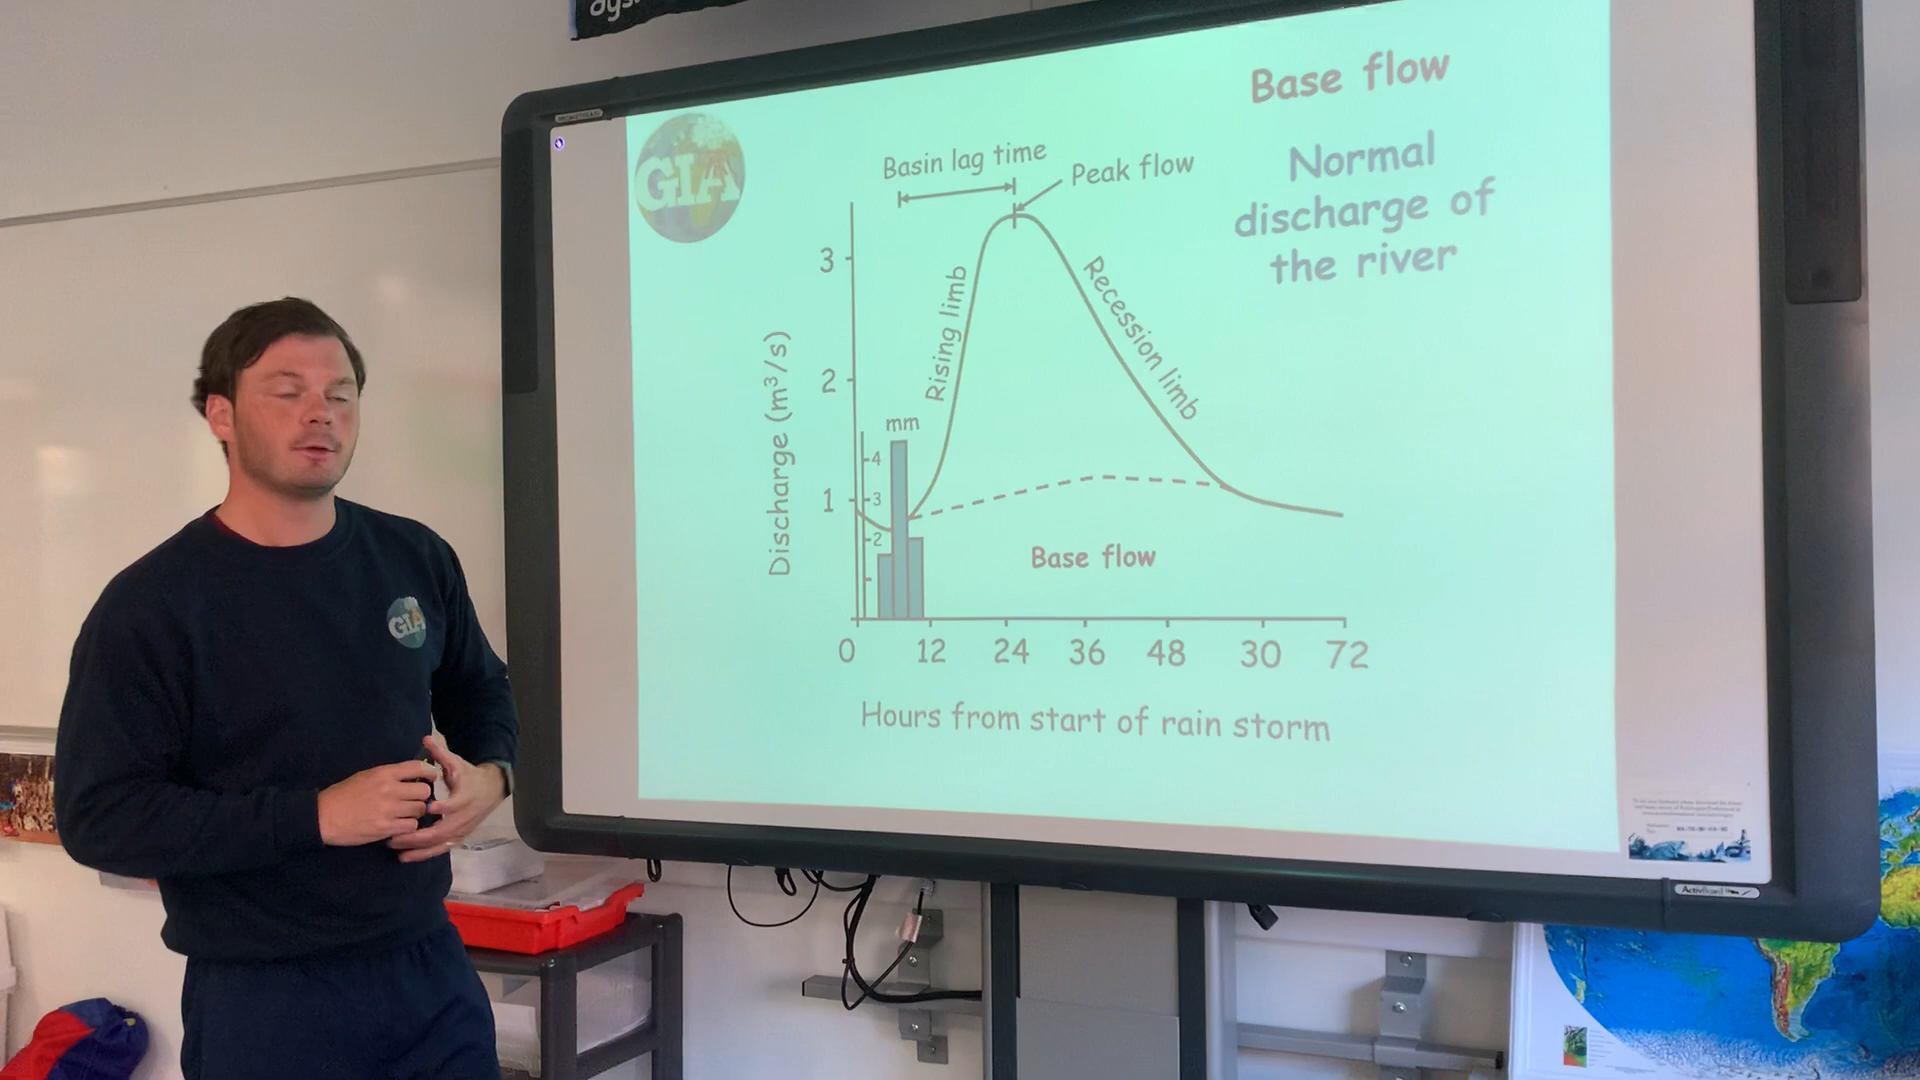 Base flow
GIA
Basin lag time
Peak flow
Normal
discharge of
the river
3
Rising limb
Recession limb
Discharge (m³/s)
2
mm
4
1
3
2
Base flow
GIA
0 12 24 36 48 30 72
Hours from start of rain storm
ActivBoard